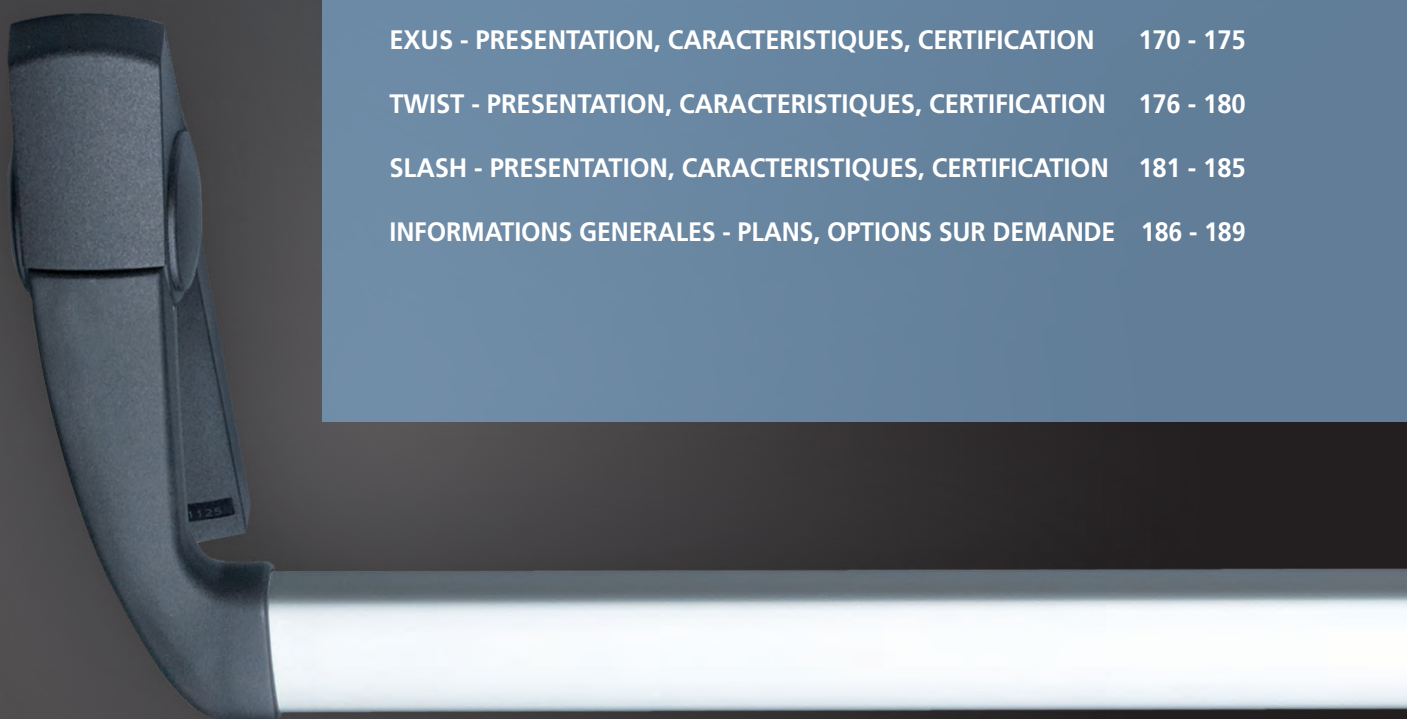 EXUS - PRESENTATION, CARACTERISTIQUES, CERTIFICATION 170 - 175
TWIST - PRESENTATION, CARACTERISTIQUES, CERTIFICATION 176 - 180
SLASH - PRESENTATION, CARACTERISTIQUES, CERTIFICATION 181 - 185
INFORMATIONS GENERALES - PLANS, OPTIONS SUR DEMANDE 186 - 189
1125